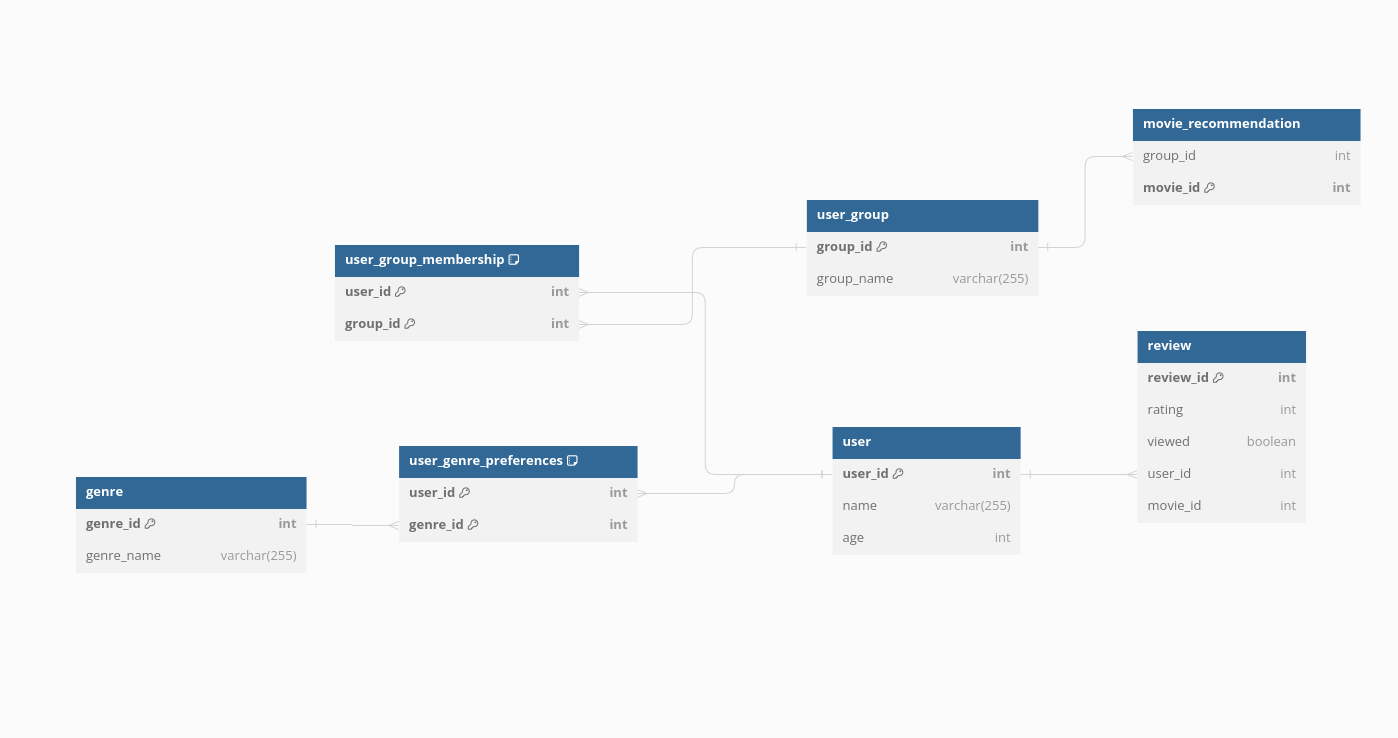 movie_recommendation
group_id int
movie_id int
user_group
group_id int
group_name varchar(255)
user_group_membership
user_id int
group_id int
review
review_id int
rating int
viewed boolean
user_id int
movie_id int
user
user_id int
name varchar(255)
age int
user_genre_preferences
user_id int
genre_id int
genre
genre_id int
genre_name varchar(255)